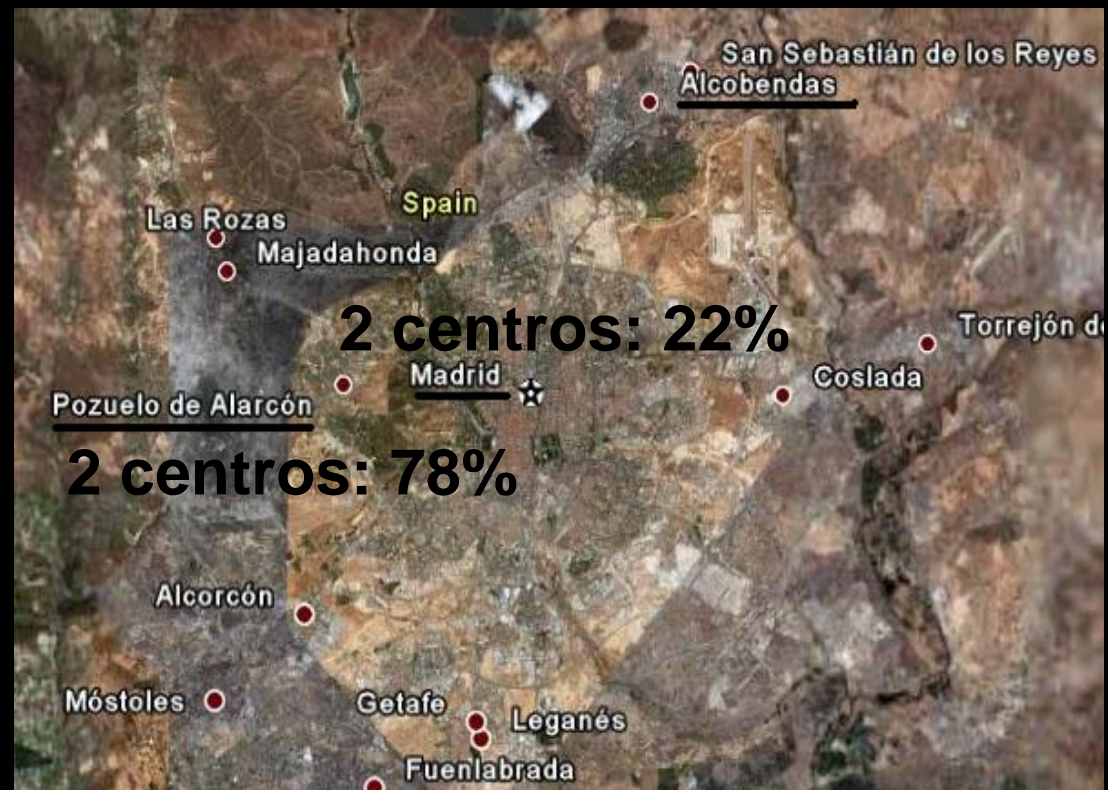 San Sebastián de los Reyes
Alcobendas
Spain
Las Rozas
Majadahonda
2 centros: 22%
Torrejón d
Madrid
Coslada
Pozuelo de Alarcón
2 centros: 78%
Alcorcón
Móstoles
Getafe
Leganés
Fuenlabrada